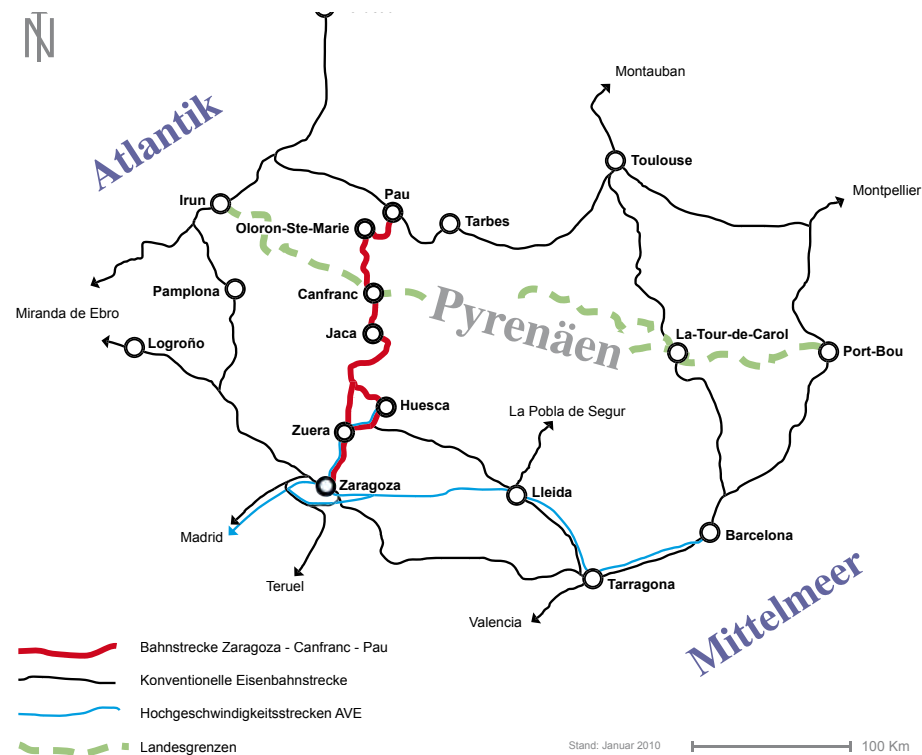 N
Montauban
Atlantik
Toulouse
Montpellier
Irun
Pau
Oloron-Ste-Marie
Tarbes
Pamplona
Canfranc
Pyrenäen
Miranda de Ebro
Jaca
La-Tour-de-Carol
Logroño
Port-Bou
Huesca
La Pobla de Segur
Zuera
Zaragoza
Lleida
Madrid
Barcelona
Teruel
Tarragona
Valencia
Mittelmeer
Bahnstrecke Zaragoza - Canfranc - Pau
Konventionelle Eisenbahnstrecke
Hochgeschwindigkeitsstrecken AVE
Landesgrenzen
Stand: Januar 2010
100 Km